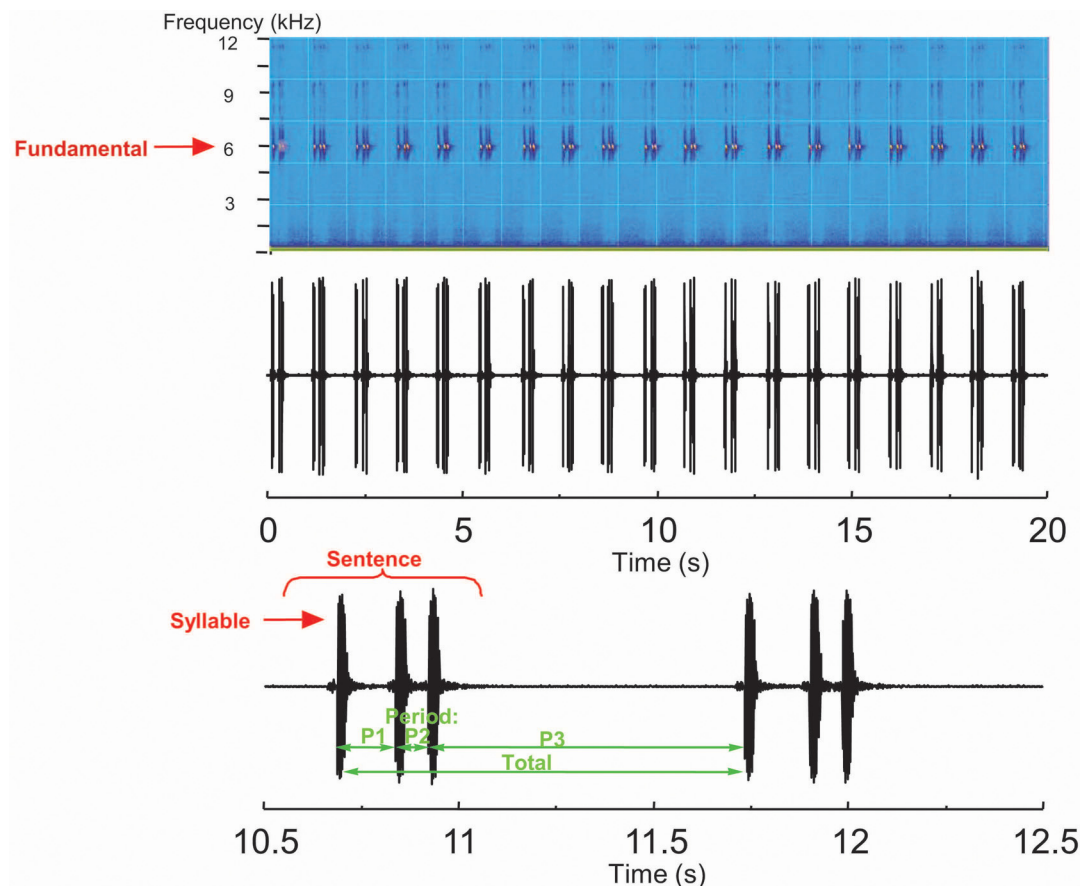 Frequency (kHz)
12
9
Fundamental
6
3
0
5
10
15
20
Time (s)
Sentence
Syllable
Period:
P1
P2
P3
Total
10.5
11
11.5
12
12.5
Time (s)